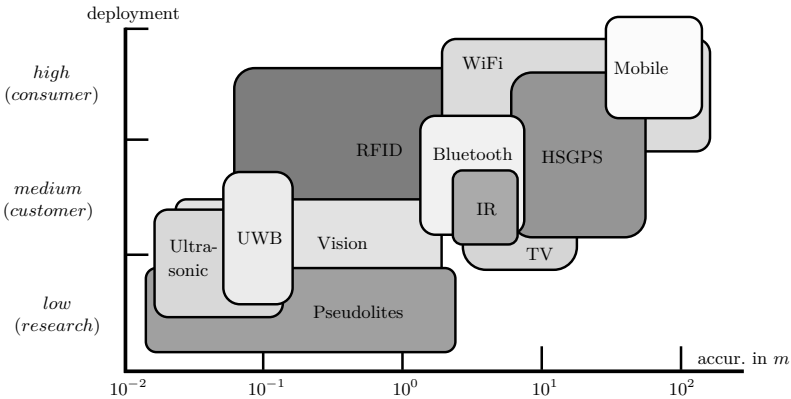 deployment
high
(consumer)
medium
(customer)
low
(research)
WiFi
Mobile
RFID
Bluetooth
HSGPS
IR
UWB
Ultra-
sonic
Vision
TV
Pseudolites
accur. in m
10⁻²
10⁻¹
10⁰
10¹
10²